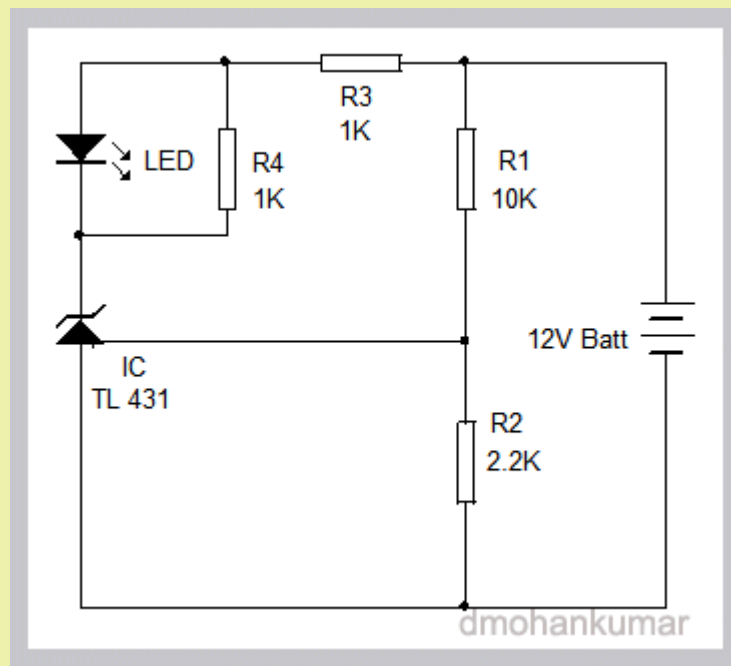 R3
1K
LED
R4
1K
R1
10K
12V Batt
IC
TL 431
R2
2.2K
dmohankumar